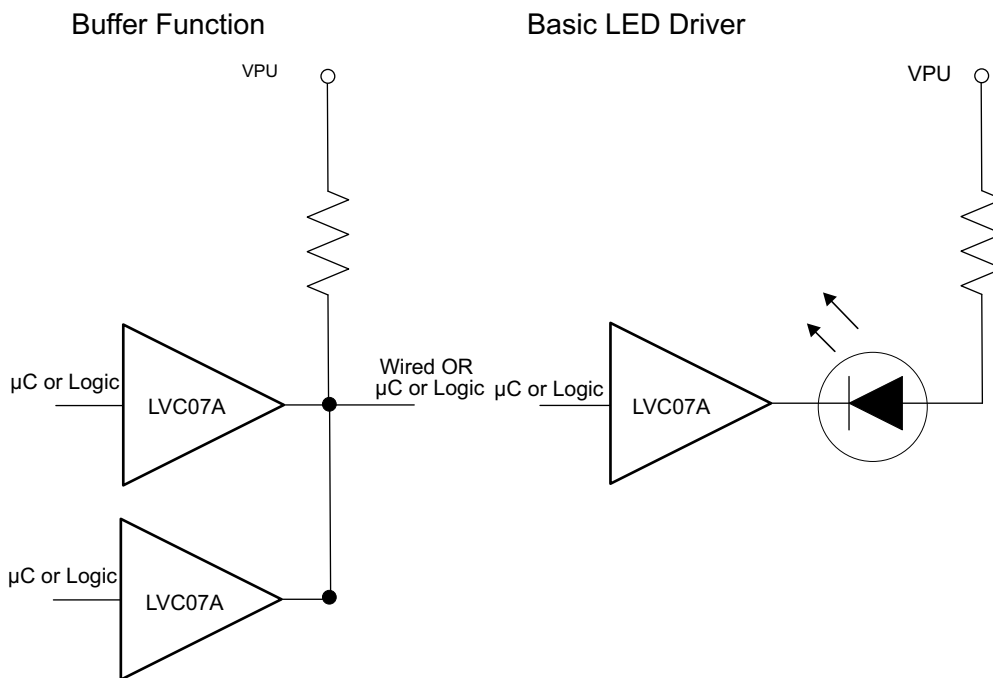 Buffer Function
VPU
µC or Logic
LVC07A
Wired OR
µC or Logic
µC or Logic
LVC07A
Basic LED Driver
VPU
µC or Logic
LVC07A